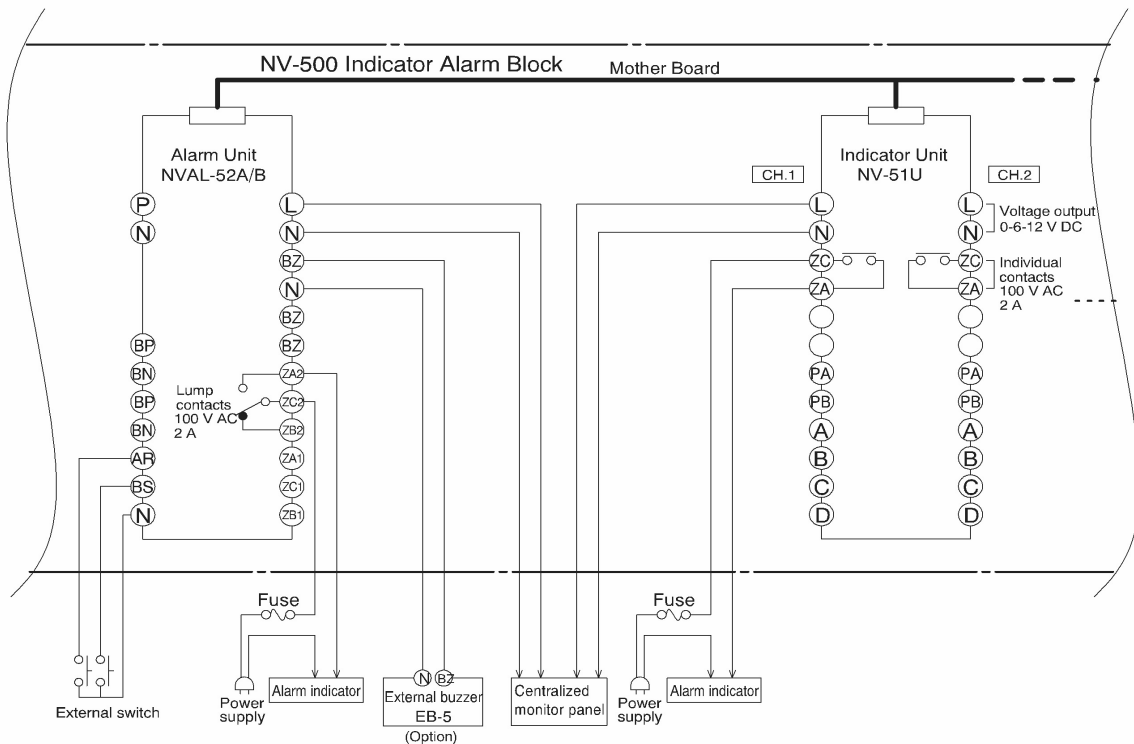 NV-500 Indicator Alarm Block
Mother Board
Alarm Unit
NVAL-52A/B
P
N
BP
BN
BP
BN
AR
BS
N
L
N
BZ
N
BZ
BZ
ZA2
ZC2
ZB2
ZA1
ZC1
ZB1
Lump
contacts
100 V AC
2 A
CH.1
Indicator Unit
NV-51U
CH.2
L
N
ZC
ZA
PA
PB
A
B
C
D
L
N
ZC
ZA
PA
PB
A
B
C
D
Voltage output
0-6-12 V DC
Individual
contacts
100 V AC
2 A
External switch
Fuse
Power
supply
Alarm indicator
N
BZ
External buzzer
EB-5
(Option)
Centralized
monitor panel
Fuse
Power
supply
Alarm indicator